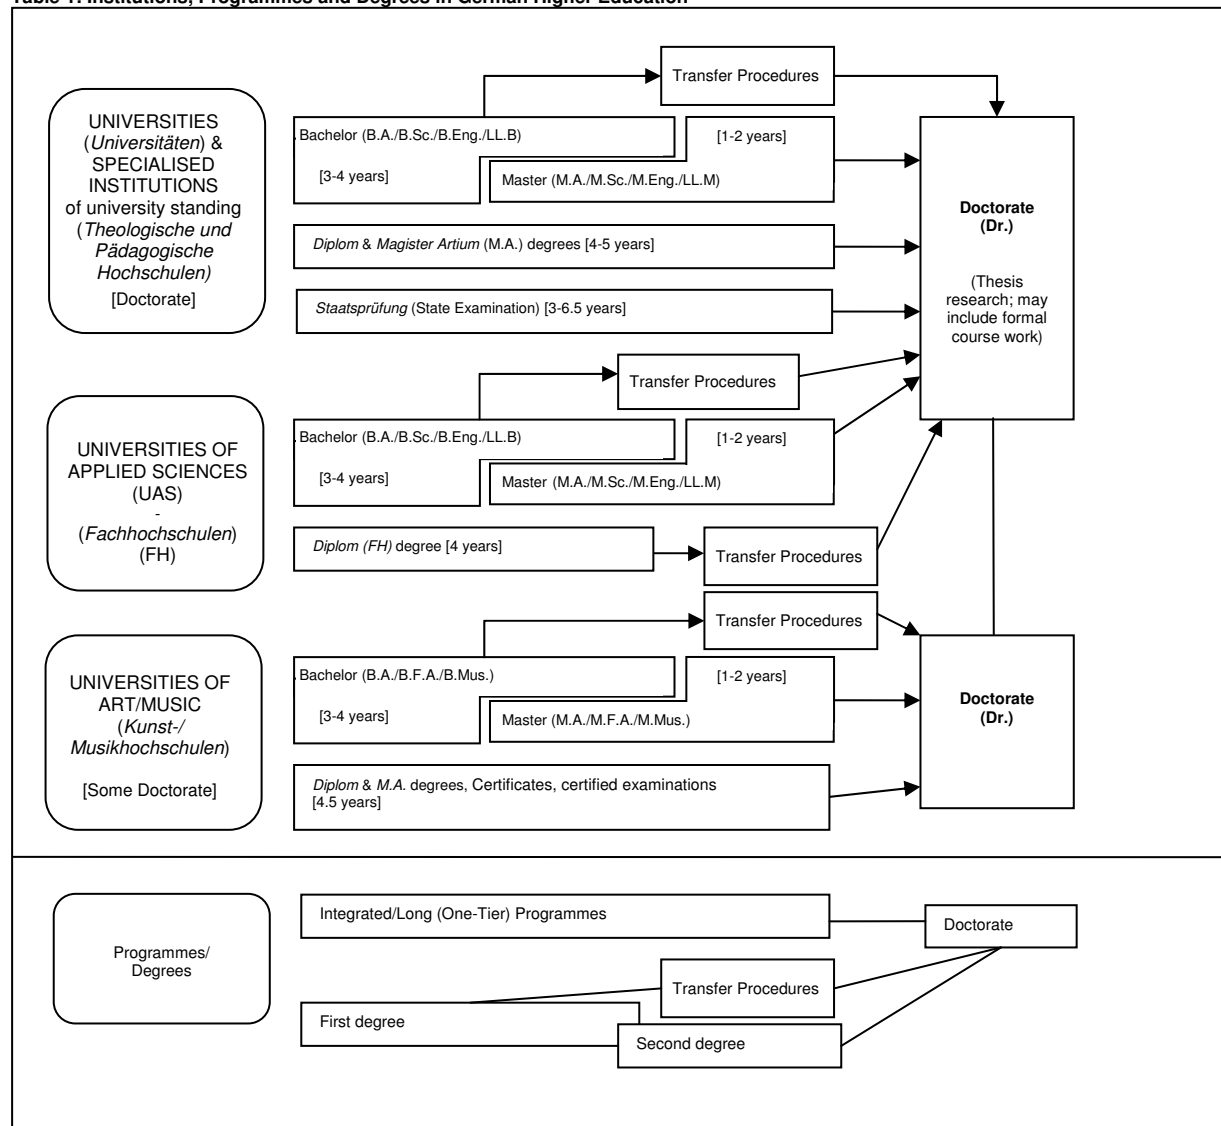 Table 1: Institutions, Programmes and Degrees in German Higher Education
Transfer Procedures
UNIVERSITIES
(Universitäten) &
SPECIALISED
INSTITUTIONS
of university standing
(Theologische und
Pädagogische
Hochschulen)
[Doctorate]
Bachelor (B.A./B.Sc./B.Eng./LL.B)
[3-4 years]
[1-2 years]
Master (M.A./M.Sc./M.Eng./LL.M)
Diplom & Magister Artium (M.A.) degrees [4-5 years]
Staatsprüfung (State Examination) [3-6.5 years]
Doctorate
(Dr.)
(Thesis
research; may
include formal
course work)
Transfer Procedures
UNIVERSITIES OF
APPLIED SCIENCES
(UAS)
-
(Fachhochschulen)
(FH)
Bachelor (B.A./B.Sc./B.Eng./LL.B)
[3-4 years]
[1-2 years]
Master (M.A./M.Sc./M.Eng./LL.M)
Diplom (FH) degree [4 years]
Transfer Procedures
Transfer Procedures
UNIVERSITIES OF
ART/MUSIC
(Kunst-/
Musikhochschulen)
[Some Doctorate]
Bachelor (B.A./B.F.A./B.Mus.)
[3-4 years]
[1-2 years]
Master (M.A./M.F.A./M.Mus.)
Diplom & M.A. degrees, Certificates, certified examinations
[4.5 years]
Doctorate
(Dr.)
Programmes/
Degrees
Integrated/Long (One-Tier) Programmes
Doctorate
Transfer Procedures
First degree
Second degree